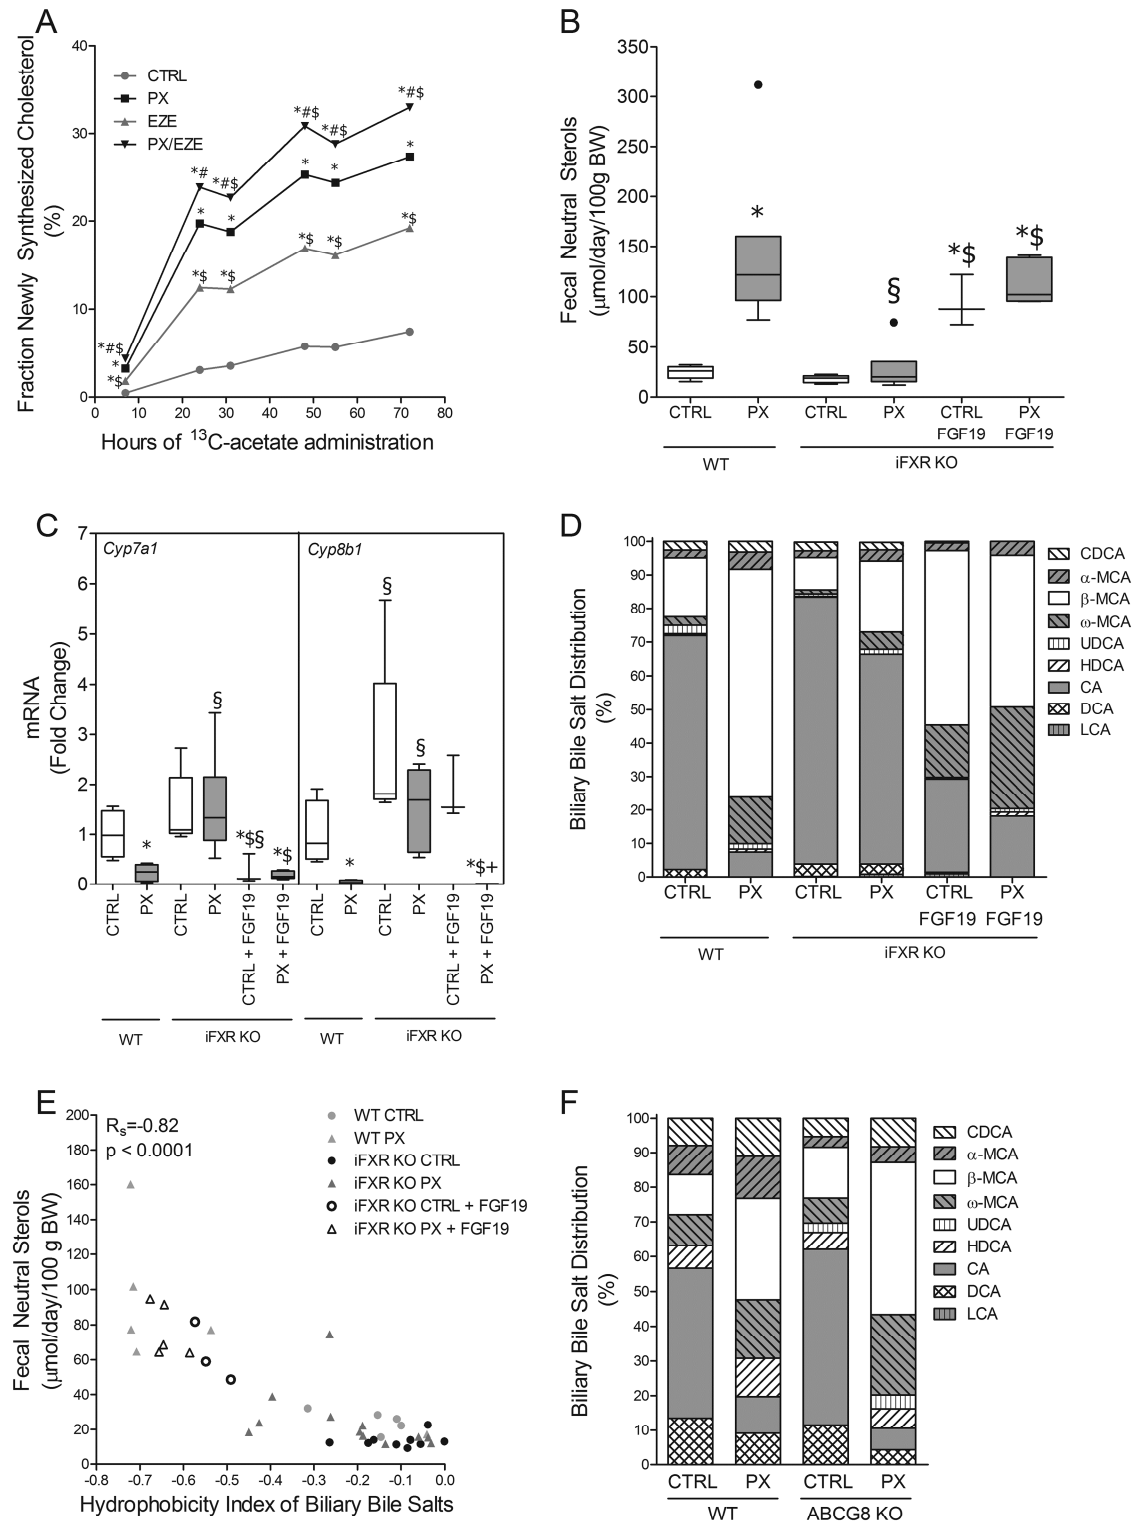 A
Fraction Newly Synthesized Cholesterol
(%)
40
30
20
10
0
CTRL
PX
EZE
PX/EZE
*#$
*
*$
*#
*
*$
*#$
*
*$
*#$
*
*$
*#$
*
*$
*#$
*
*$
0 10 20 30 40 50 60 70 80
Hours of ¹³C-acetate administration
B
Fecal Neutral Sterols
(μmol/day/100g BW)
350
300
250
200
150
100
50
0
*
§
*$
*$
CTRL PX CTRL PX CTRL PX
FGF19 FGF19
WT iFXR KO
C
mRNA
(Fold Change)
7
6
5
4
3
2
1
0
Cyp7a1 Cyp8b1
*
§
*$§
*$
*
§
§
*$+
CTRL
PX
CTRL
PX
CTRL + FGF19
PX + FGF19
CTRL
PX
CTRL
PX
CTRL + FGF19
PX + FGF19
WT iFXR KO WT iFXR KO
D
Biliary Bile Salt Distribution
(%)
100
90
80
70
60
50
40
30
20
10
0
CDCA
α-MCA
β-MCA
ω-MCA
UDCA
HDCA
CA
DCA
LCA
CTRL PX CTRL PX CTRL PX
FGF19 FGF19
WT iFXR KO
E
Fecal Neutral Sterols
(μmol/day/100 g BW)
200
180
160
140
120
100
80
60
40
20
0
Rs=-0.82
p < 0.0001
WT CTRL
WT PX
iFXR KO CTRL
iFXR KO PX
iFXR KO CTRL + FGF19
iFXR KO PX + FGF19
-0.8 -0.7 -0.6 -0.5 -0.4 -0.3 -0.2 -0.1 0.0
Hydrophobicity Index of Biliary Bile Salts
F
Biliary Bile Salt Distribution
(%)
100
90
80
70
60
50
40
30
20
10
0
CDCA
α-MCA
β-MCA
ω-MCA
UDCA
HDCA
CA
DCA
LCA
CTRL PX CTRL PX
WT ABCG8 KO